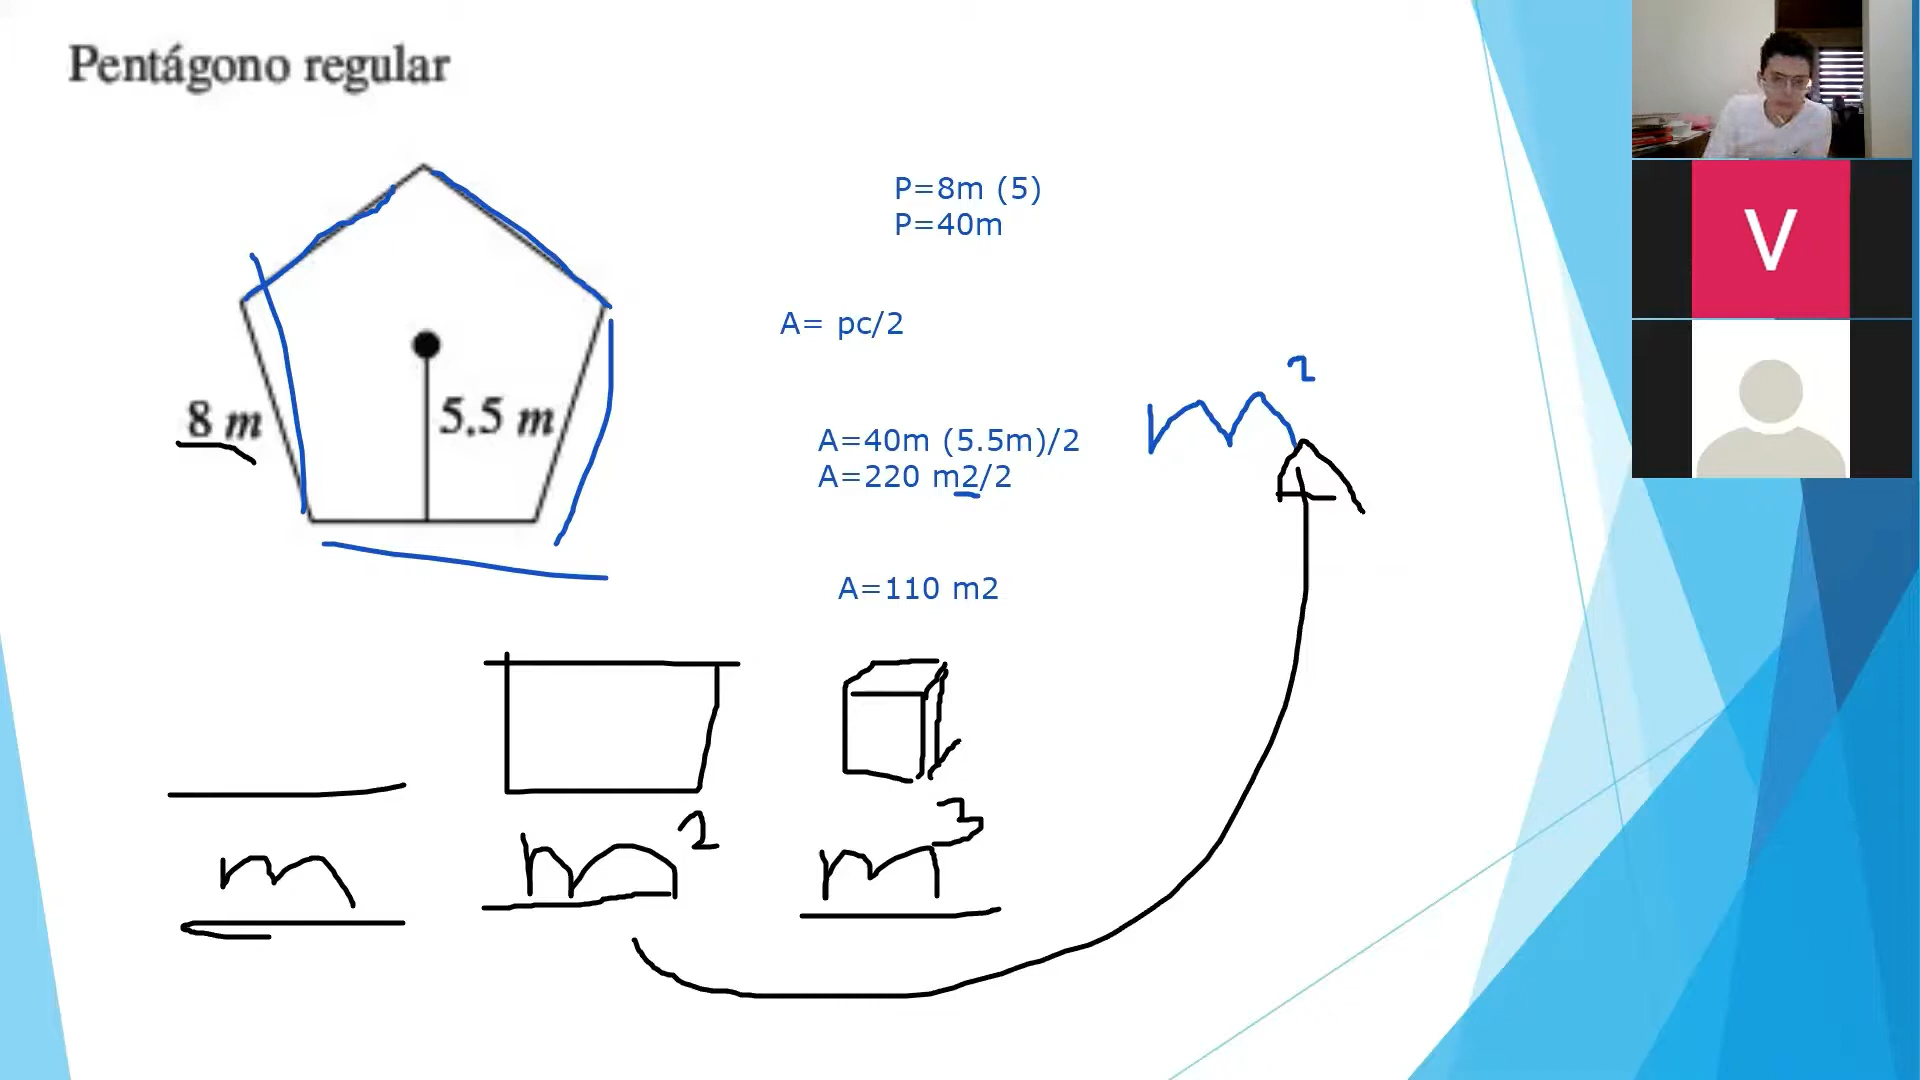 Pentágono regular
P=8m (5)
P=40m
A= pc/2
8 m
5.5 m
A=40m (5.5m)/2
A=220 m2/2
m²
A=110 m2
m
m²
m³
V